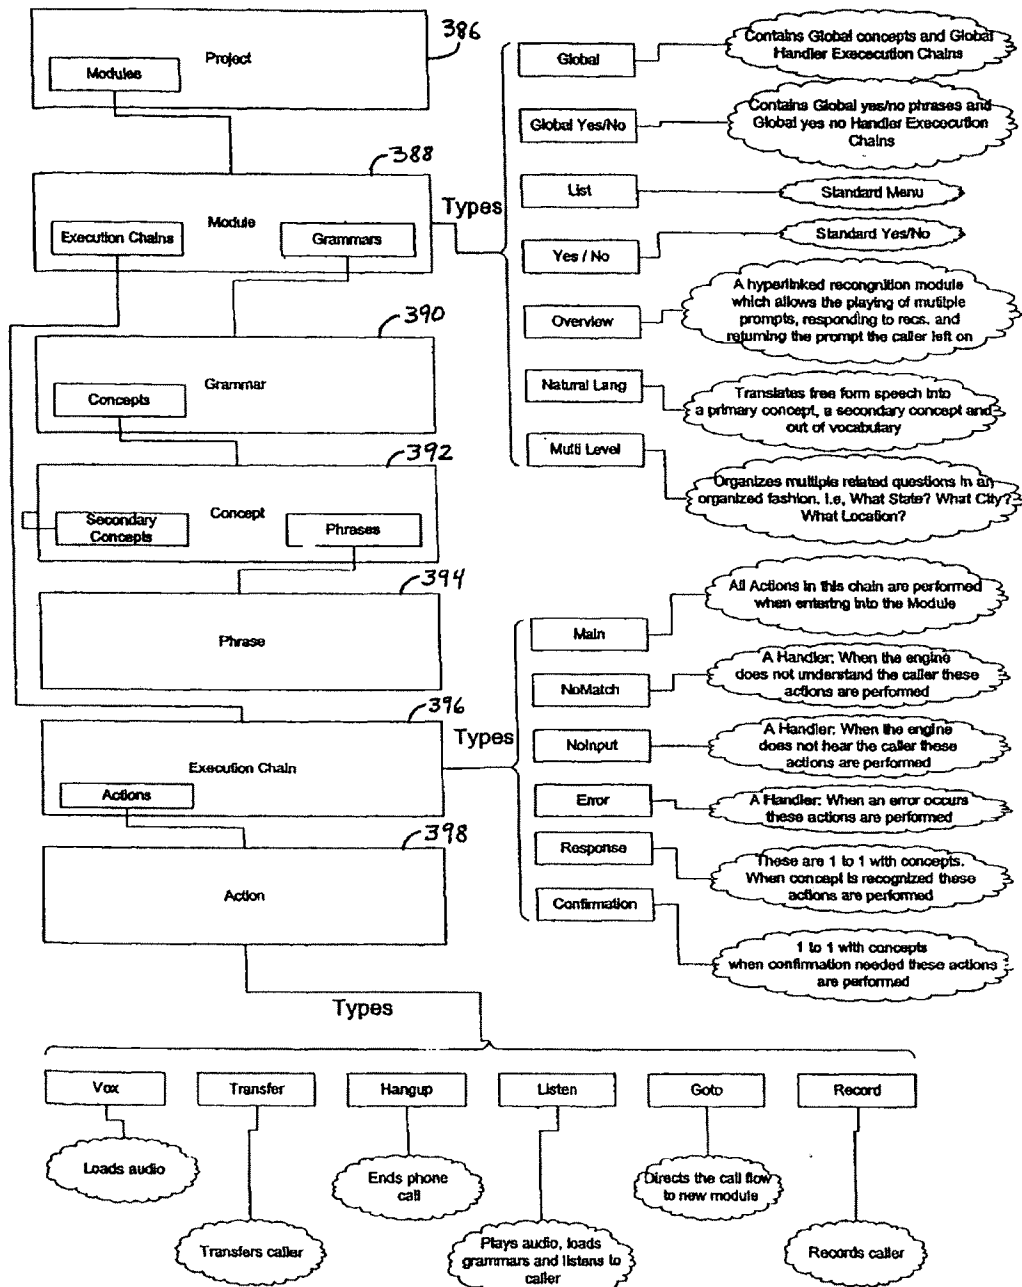 386
Project
Modules
388
Module
Execution Chains
Grammars
Types
390
Grammar
Concepts
392
Concept
Secondary
Concepts
Phrases
394
Phrase
396
Execution Chain
Actions
Types
398
Action
Types
Global
Contains Global concepts and Global
Handler Exececution Chains
Global Yes/No
Contains Global yes/no phrases and
Global yes no Handler Exececution
Chains
List
Standard Menu
Yes / No
Standard Yes/No
Overview
A hyperlinked recongnition module
which allows the playing of mutitple
prompts, responding to recs. and
returning the prompt the caller left on
Natural Lang
Translates free form speech into
a primary concept, a secondary concept and
out of vocabulary
Multi Level
Organizes multiple related questions in an
organized fashion. I.e, What State? What City?
What Location?
Main
All Actions in this chain are performed
when entering into the Module
NoMatch
A Handler: When the engine
does not understand the caller these
actions are performed
NoInput
A Handler: When the engine
does not hear the caller these
actions are performed
Error
A Handler: When an error occurs
these actions are performed
Response
These are 1 to 1 with concepts.
When concept is recognized these
actions are performed
Confirmation
1 to 1 with concepts
when confirmation needed these actions
are performed
Vox
Transfer
Hangup
Listen
Goto
Record
Loads audio
Transfers caller
Ends phone
call
Plays audio, loads
grammars and listens to
caller
Directs the call flow
to new module
Records caller